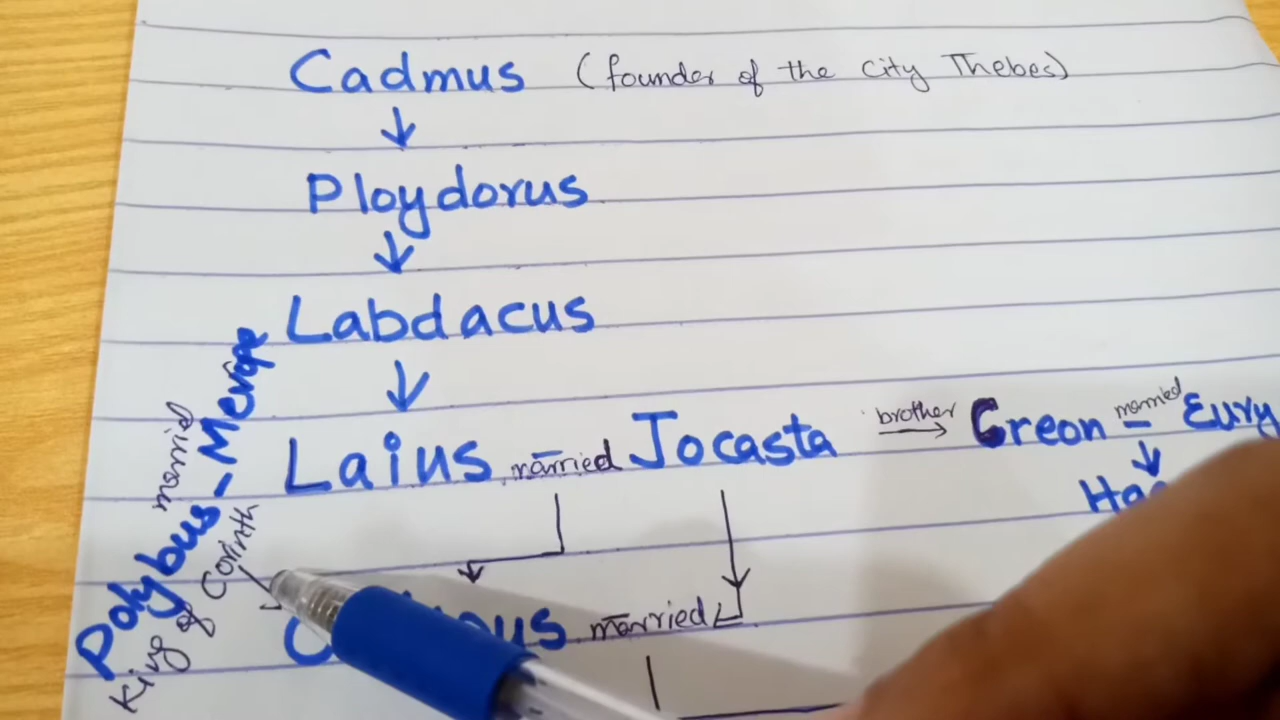 Cadmus (founder of the city Thebes)
Ploydorus
Labdacus
Laius married Jocasta brother Creon married Eury
married
Polybus - Merope
King of Corinth
married